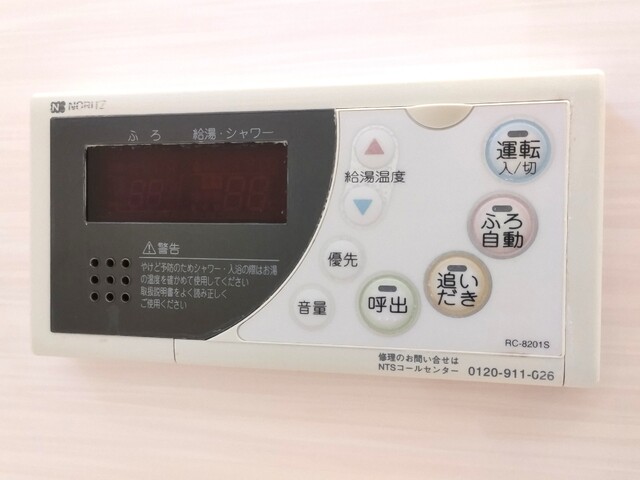 NORITZ
ふろ 給湯・シャワー
⚠警告
やけど予防のためシャワー・入浴の際はお湯
の温度を確かめて使用してください
取扱説明書をよく読み正しく
ご使用ください
給湯温度
優先
音量
呼出
運転
入/切
ふろ
自動
追い
だき
RC-8201S
修理のお問い合せは
NTSコールセンター 0120-911-026